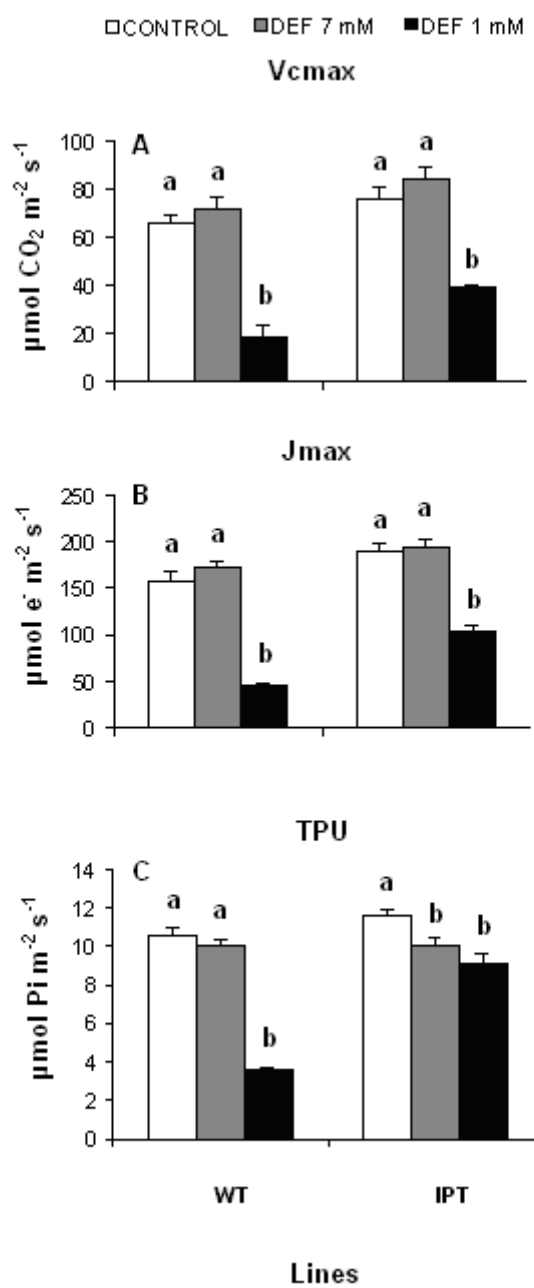 CONTROL DEF 7 mM DEF 1 mM
Vcmax
A
µmol CO₂ m⁻² s⁻¹
100
80
60
40
20
0
a a b a a b
Jmax
B
µmol e⁻ m⁻² s⁻¹
250
200
150
100
50
0
a a b a a b
TPU
C
µmol Pi m⁻² s⁻¹
14
12
10
8
6
4
2
0
a a b a b b
WT IPT
Lines